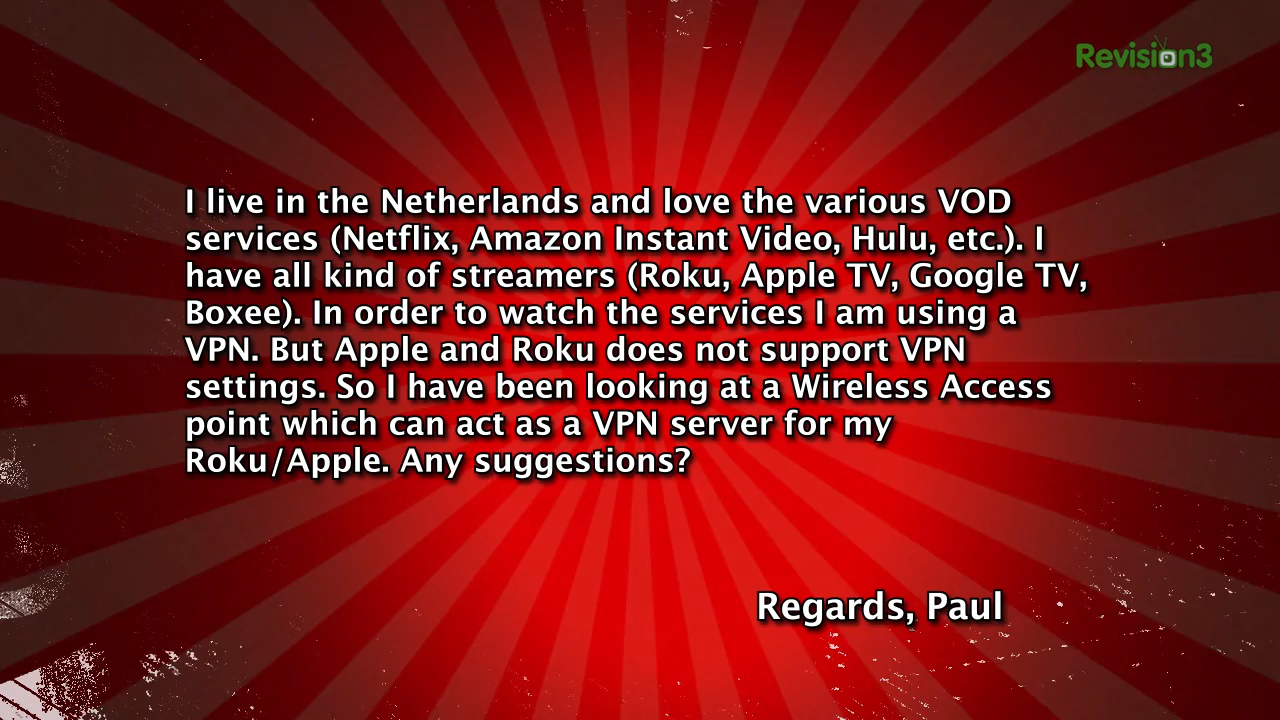 Revision3
I live in the Netherlands and love the various VOD
services (Netflix, Amazon Instant Video, Hulu, etc.). I
have all kind of streamers (Roku, Apple TV, Google TV,
Boxee). In order to watch the services I am using a
VPN. But Apple and Roku does not support VPN
settings. So I have been looking at a Wireless Access
point which can act as a VPN server for my
Roku/Apple. Any suggestions?
Regards, Paul